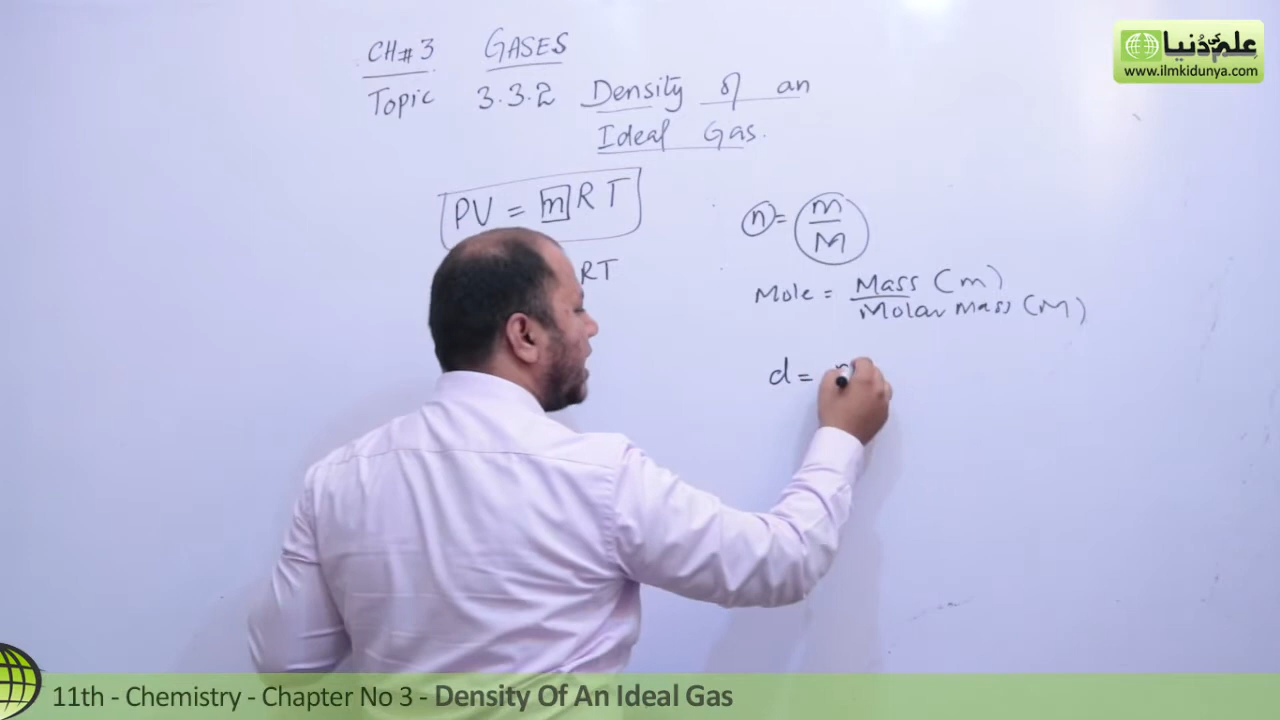 CH#3 GASES
Topic 3.3.2 Density of an
Ideal Gas.
PV = nRT
RT
n = m
M
Mole = Mass (m)
Molar Mass (M)
d =
علم کی دُنیا
www.ilmkidunya.com
11th - Chemistry - Chapter No 3 - Density Of An Ideal Gas